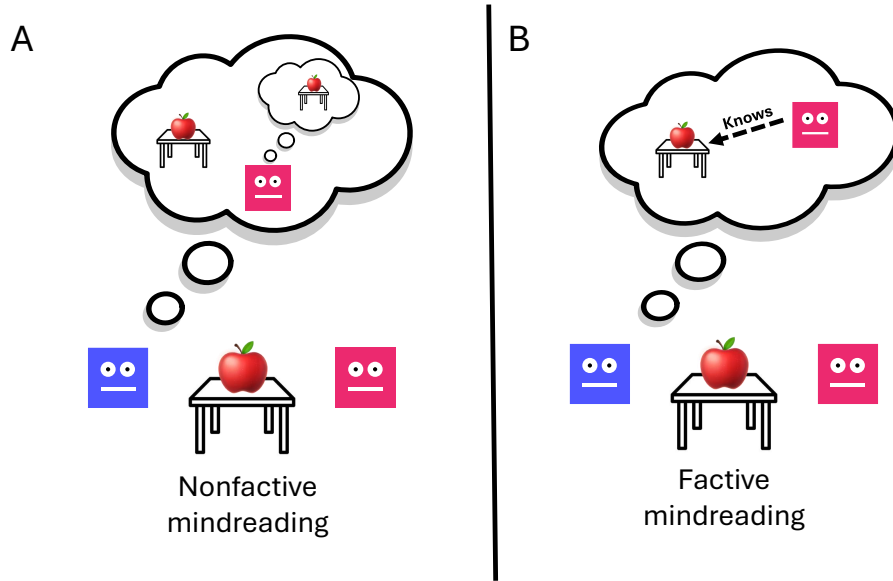 A
Nonfactive
mindreading
B
Knows
Factive
mindreading